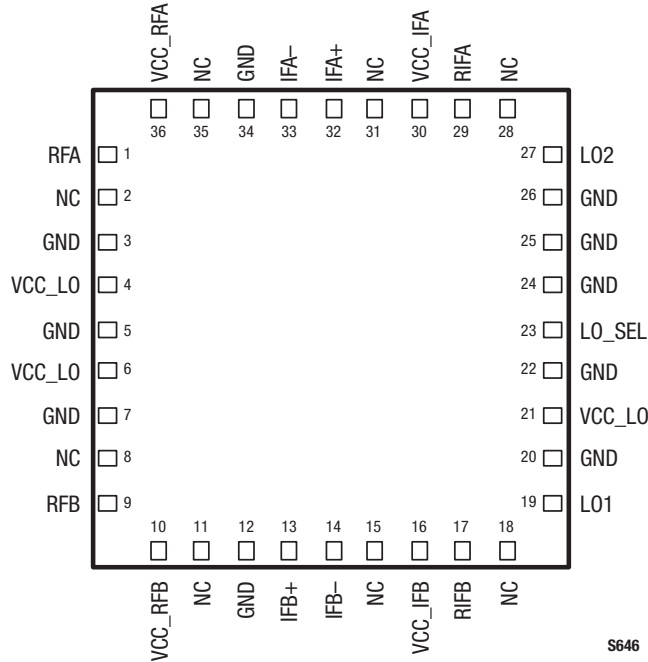 VCC_RFA NC GND IFA– IFA+ NC VCC_IFA RIFA NC
36 35 34 33 32 31 30 29 28
RFA 1 27 LO2
NC 2 26 GND
GND 3 25 GND
VCC_LO 4 24 GND
GND 5 23 LO_SEL
VCC_LO 6 22 GND
GND 7 21 VCC_LO
NC 8 20 GND
RFB 9 19 LO1
10 11 12 13 14 15 16 17 18
VCC_RFB NC GND IFB+ IFB– NC VCC_IFB RIFB NC
S646